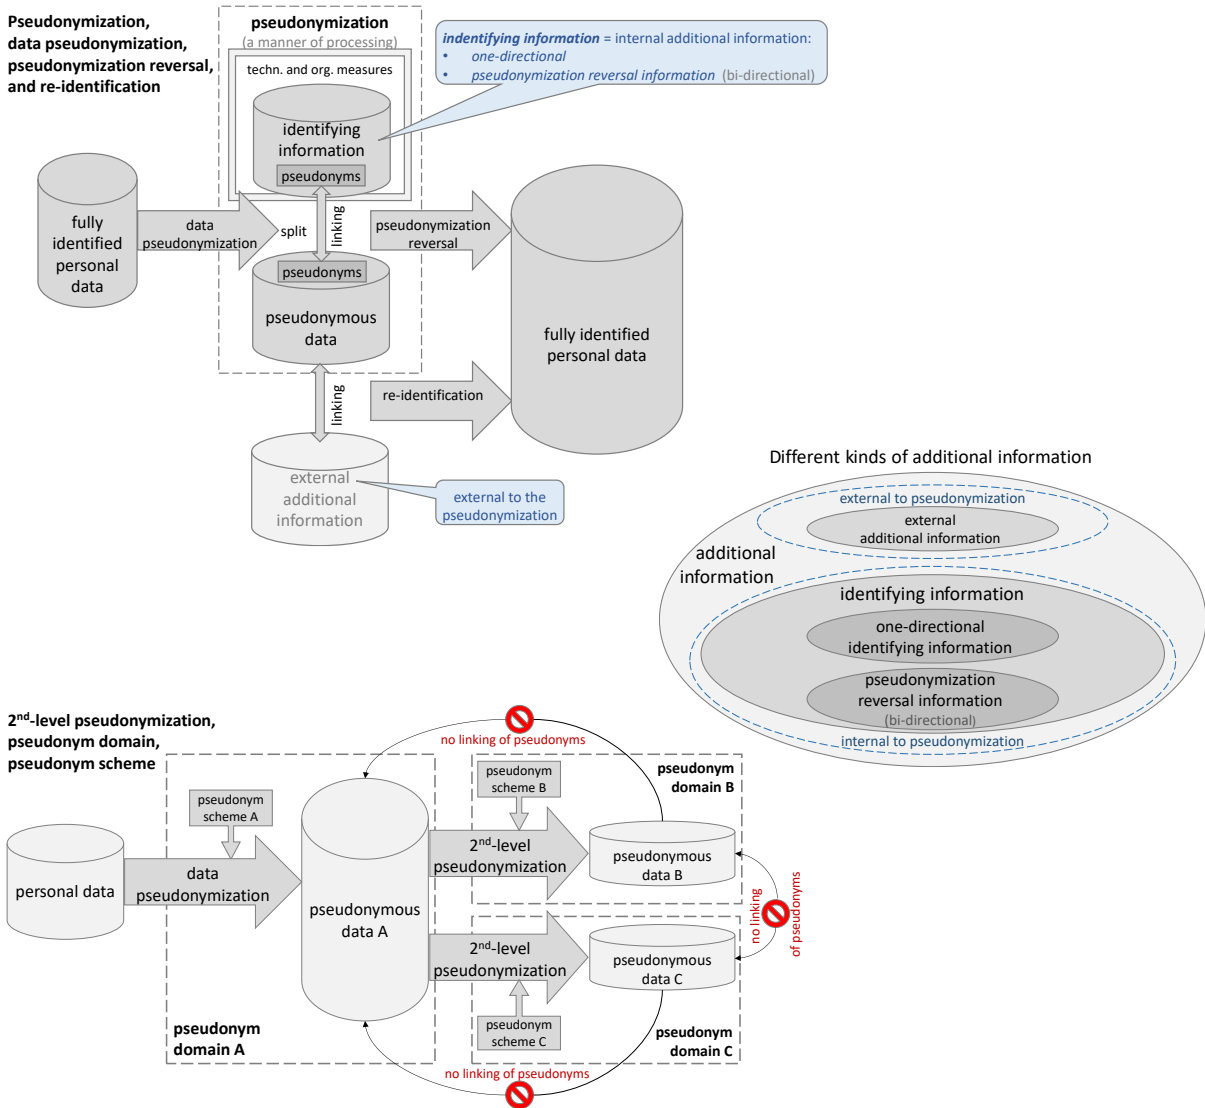 Pseudonymization,
data pseudonymization,
pseudonymization reversal,
and re-identification
pseudonymization
(a manner of processing)
techn. and org. measures
identifying
information
pseudonyms
indentifying information = internal additional information:
• one-directional
• pseudonymization reversal information (bi-directional)
fully
identified
personal
data
data
pseudonymization
split
linking
pseudonymization
reversal
pseudonyms
pseudonymous
data
fully identified
personal data
linking
re-identification
external
additional
information
external to the
pseudonymization
Different kinds of additional information
external to pseudonymization
external
additional information
additional
information
identifying information
one-directional
identifying information
pseudonymization
reversal information
(bi-directional)
internal to pseudonymization
2nd-level pseudonymization,
pseudonym domain,
pseudonym scheme
no linking of pseudonyms
pseudonym
scheme A
pseudonym
scheme B
pseudonym
domain B
personal data
data
pseudonymization
pseudonymous
data A
2nd-level
pseudonymization
pseudonymous
data B
no linking
of pseudonyms
2nd-level
pseudonymization
pseudonymous
data C
pseudonym
scheme C
pseudonym
domain A
pseudonym
domain C
no linking of pseudonyms